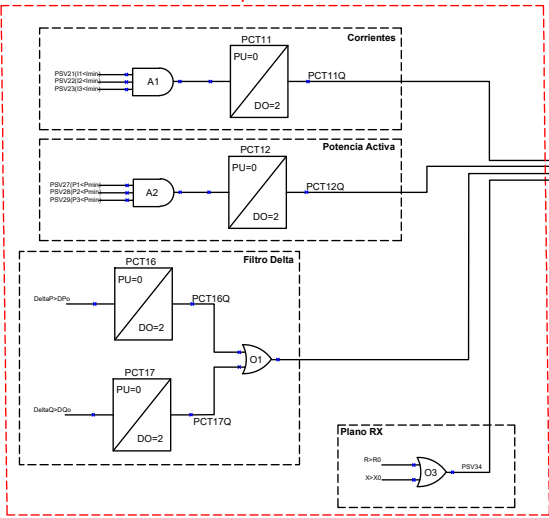 Corrientes
PCT11
PU=0
PSV21(I1<Imin)
PSV22(I2<Imin)
PSV23(I3<Imin)
A1
PCT11Q
DO=2
Potencia Activa
PCT12
PU=0
PSV27(P1<Pmin)
PSV28(P2<Pmin)
PSV29(P3<Pmin)
A2
PCT12Q
DO=2
Filtro Delta
PCT16
PU=0
DeltaP>DPo
PCT16Q
DO=2
O1
PCT17
PU=0
DeltaQ>DQo
PCT17Q
DO=2
Plano RX
R>R0
X>X0
O3
PSV34